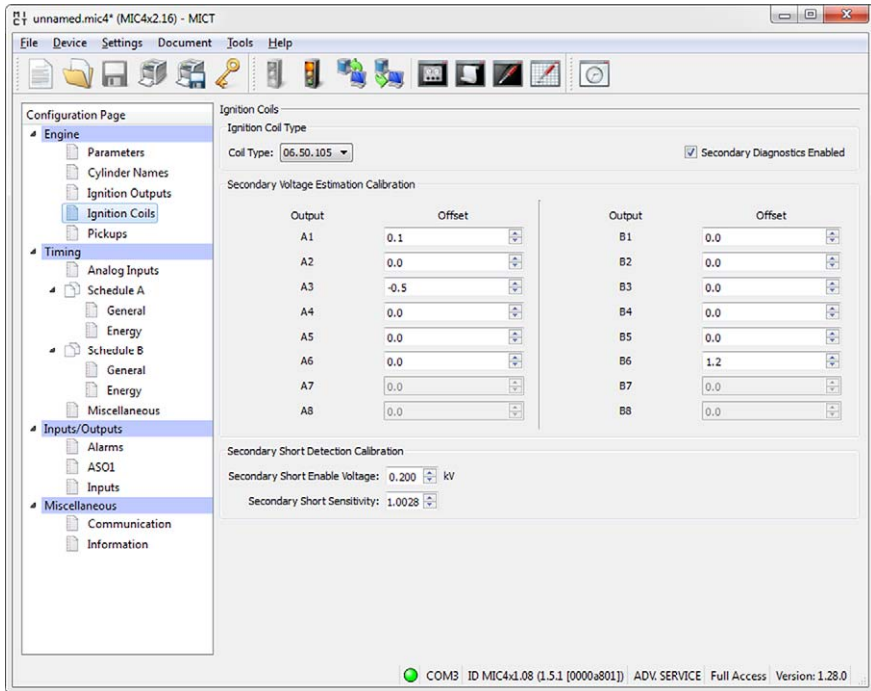 unnamed.mic4* (MIC4x2.16) - MICT
File Device Settings Document Tools Help
Configuration Page
Engine
Parameters
Cylinder Names
Ignition Outputs
Ignition Coils
Pickups
Timing
Analog Inputs
Schedule A
General
Energy
Schedule B
General
Energy
Miscellaneous
Inputs/Outputs
Alarms
ASO1
Inputs
Miscellaneous
Communication
Information
Ignition Coils
Ignition Coil Type
Coil Type: 06.50.105 Secondary Diagnostics Enabled
Secondary Voltage Estimation Calibration
Output Offset Output Offset
A1 0.1 B1 0.0
A2 0.0 B2 0.0
A3 -0.5 B3 0.0
A4 0.0 B4 0.0
A5 0.0 B5 0.0
A6 0.0 B6 1.2
A7 0.0 B7 0.0
A8 0.0 B8 0.0
Secondary Short Detection Calibration
Secondary Short Enable Voltage: 0.200 kV
Secondary Short Sensitivity: 1.0028
COM3 ID MIC4x1.08 (1.5.1 [0000a801]) ADV. SERVICE Full Access Version: 1.28.0